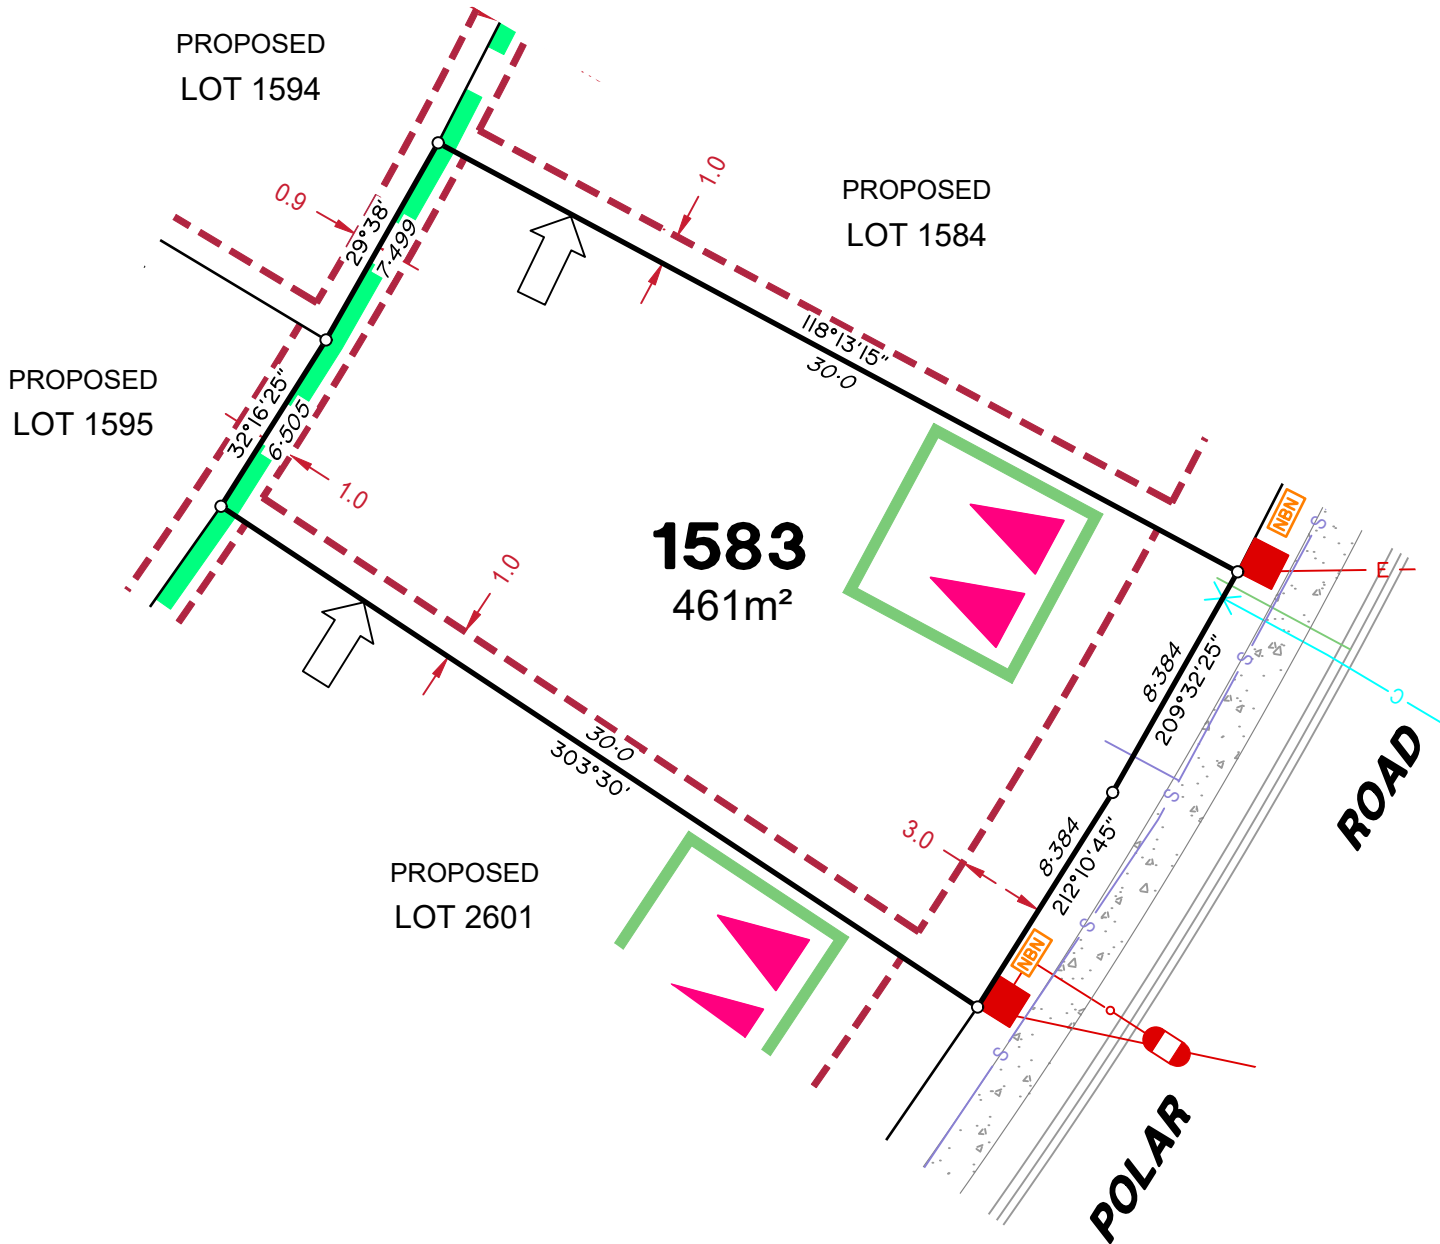 PROPOSED
LOT 1594
PROPOSED
LOT 1584
PROPOSED
LOT 1595
PROPOSED
LOT 2601
1583
461m²
0.9
29°38'
7·499
32°16'25"
6·505
1.0
1.0
118°13'15"
30·0
1.0
30·0
303°30'
3.0
8·384
209°32'25"
8·384
212°10'45"
NBN
NBN
S
S
S
S
S
E
C
POLAR
ROAD